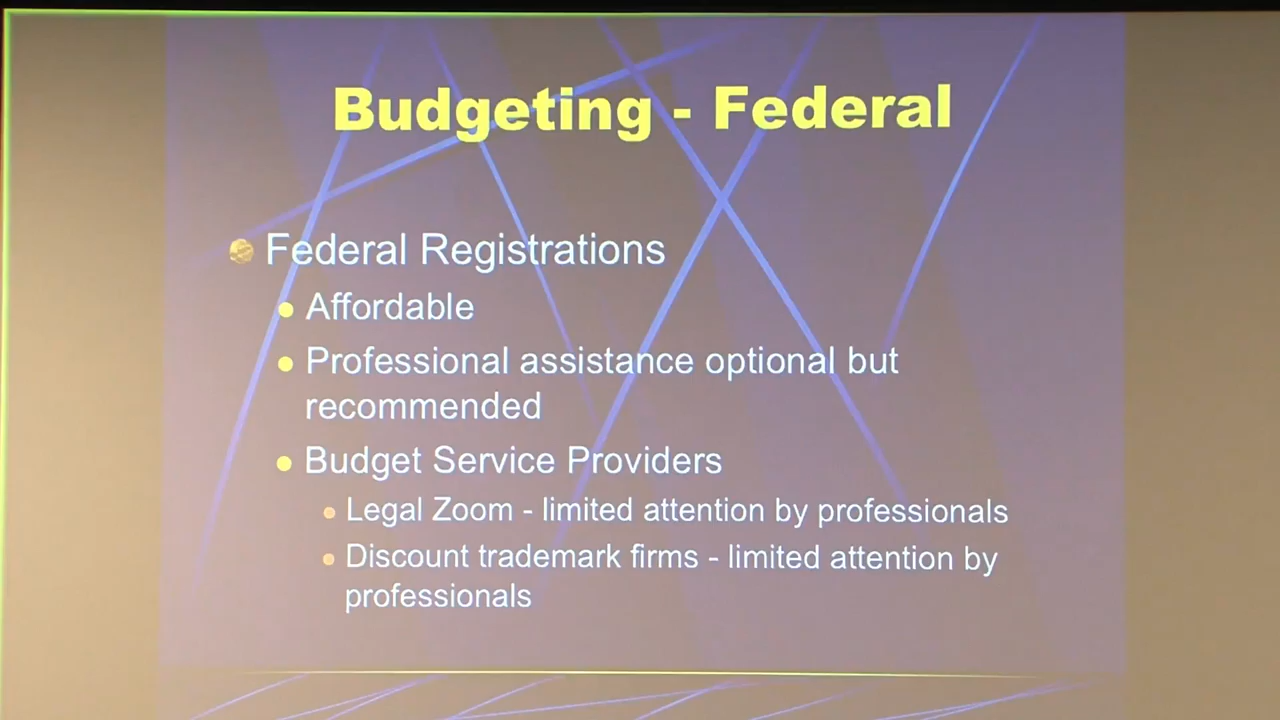 Budgeting - Federal
Federal Registrations
Affordable
Professional assistance optional but
recommended
Budget Service Providers
Legal Zoom - limited attention by professionals
Discount trademark firms - limited attention by
professionals